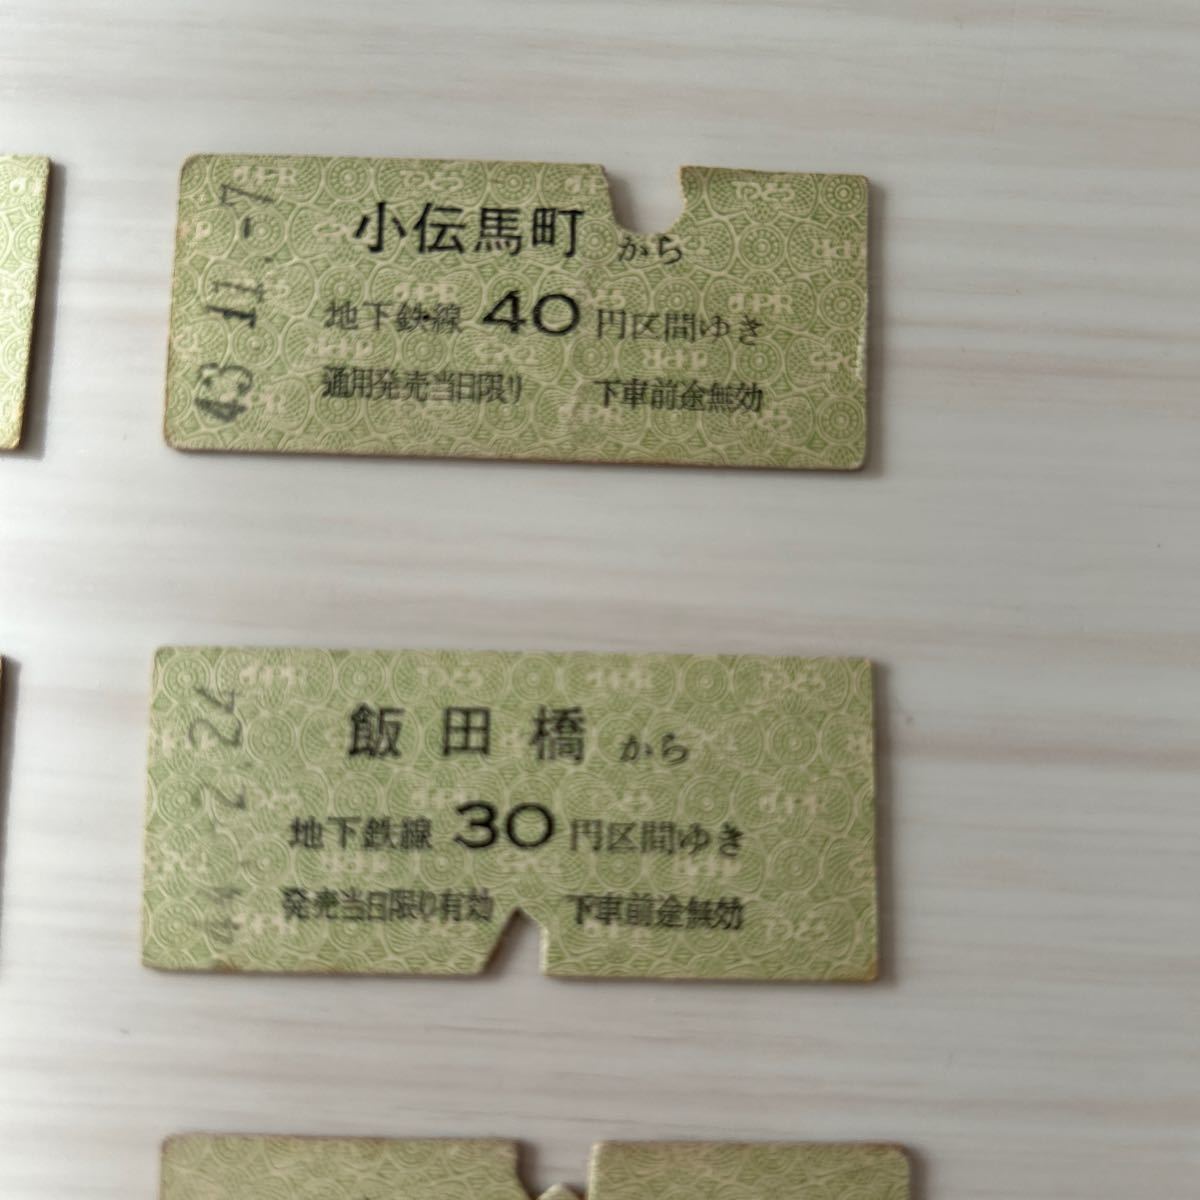 43.11.-7
小伝馬町から
地下鉄線 40 円区間ゆき
通用発売当日限り 下車前途無効
44.2.22
飯田橋から
地下鉄線 30 円区間ゆき
発売当日限り有効 下車前途無効